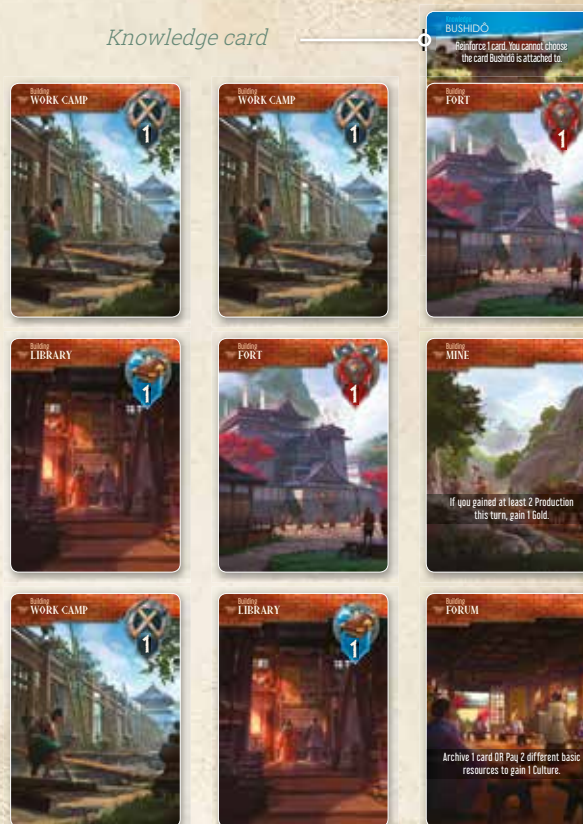 Knowledge card
Knowledge
BUSHIDŌ
Reinforce 1 card. You cannot choose
the card Bushidō is attached to.
Building
WORK CAMP
1
Building
WORK CAMP
1
Building
FORT
1
Building
LIBRARY
1
Building
FORT
1
Building
MINE
If you gained at least 2 Production
this turn, gain 1 Gold.
Building
WORK CAMP
1
Building
LIBRARY
1
Building
FORUM
Archive 1 card OR Pay 2 different basic
resources to gain 1 Culture.